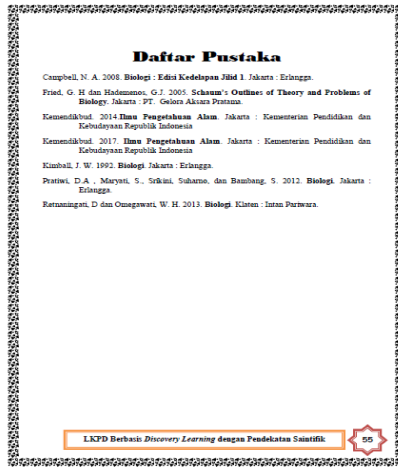 Daftar Pustaka
Campbell, N. A. 2008. Biologi : Edisi Kedelapan Jilid 1. Jakarta : Erlangga.
Fried, G. H dan Hademenos, G.J. 2005. Schaum's Outlines of Theory and Problems of
Biology. Jakarta : PT. Gelora Aksara Pratama.
Kemendikbud. 2014.Ilmu Pengetahuan Alam. Jakarta : Kementerian Pendidikan dan
Kebudayaan Republik Indonesia
Kemendikbud. 2017. Ilmu Pengetahuan Alam. Jakarta : Kementerian Pendidikan dan
Kebudayaan Republik Indonesia
Kimball, J. W. 1992. Biologi. Jakarta : Erlangga.
Pratiwi, D.A , Maryati, S., Srikini, Suharno, dan Bambang, S. 2012. Biologi. Jakarta :
Erlangga.
Retnaningati, D dan Omegawati, W. H. 2013. Biologi. Klaten : Intan Pariwara.
LKPD Berbasis Discovery Learning dengan Pendekatan Saintifik
55